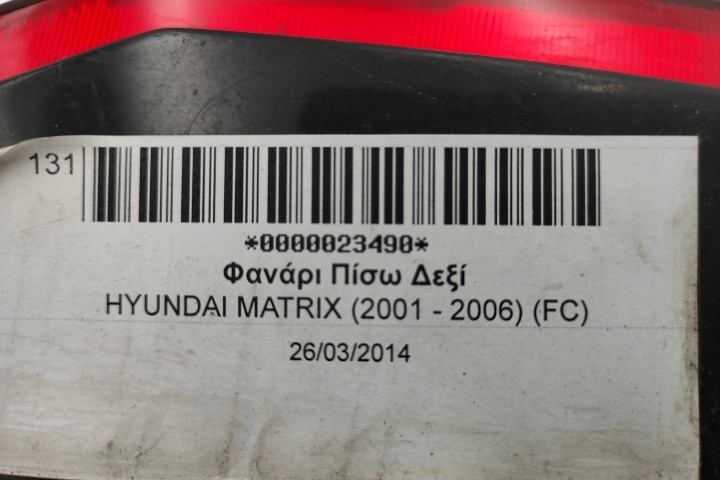 131
*0000023490*
Φανάρι Πίσω Δεξί
HYUNDAI MATRIX (2001 - 2006) (FC)
26/03/2014